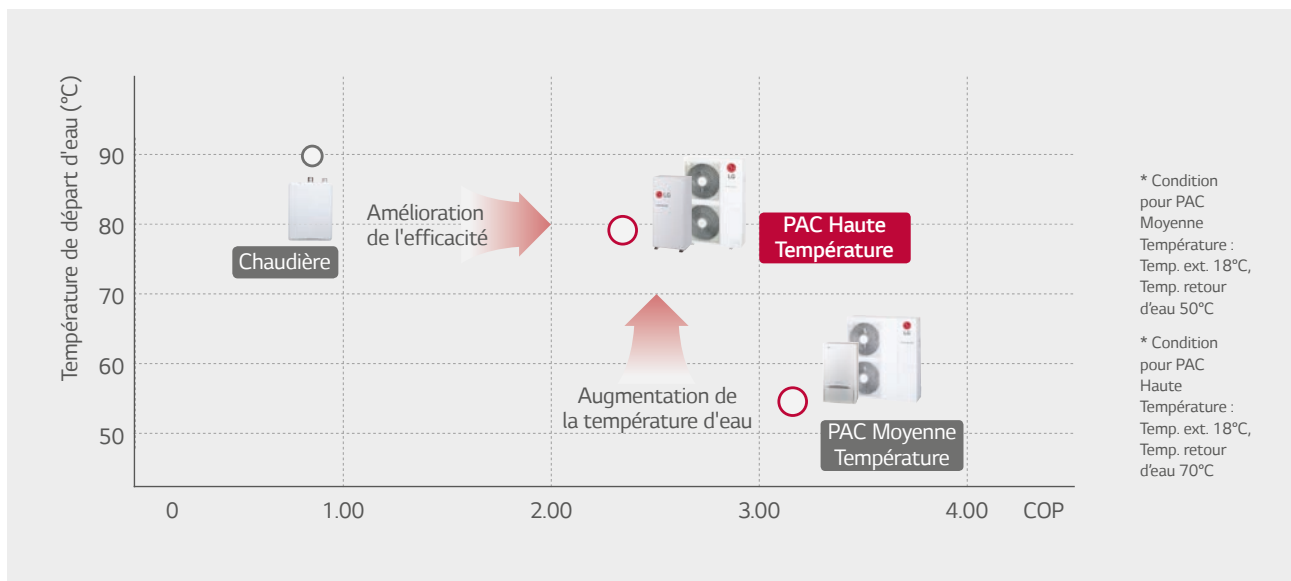 Température de départ d'eau (°C)
90
80
70
60
50
Chaudière
Amélioration
de l'efficacité
LG
LG
PAC Haute
Température
Augmentation de
la température d'eau
LG
PAC Moyenne
Température
0
1.00
2.00
3.00
4.00
COP
* Condition
pour PAC
Moyenne
Température :
Temp. ext. 18°C,
Temp. retour
d'eau 50°C
* Condition
pour PAC
Haute
Température :
Temp. ext. 18°C,
Temp. retour
d'eau 70°C